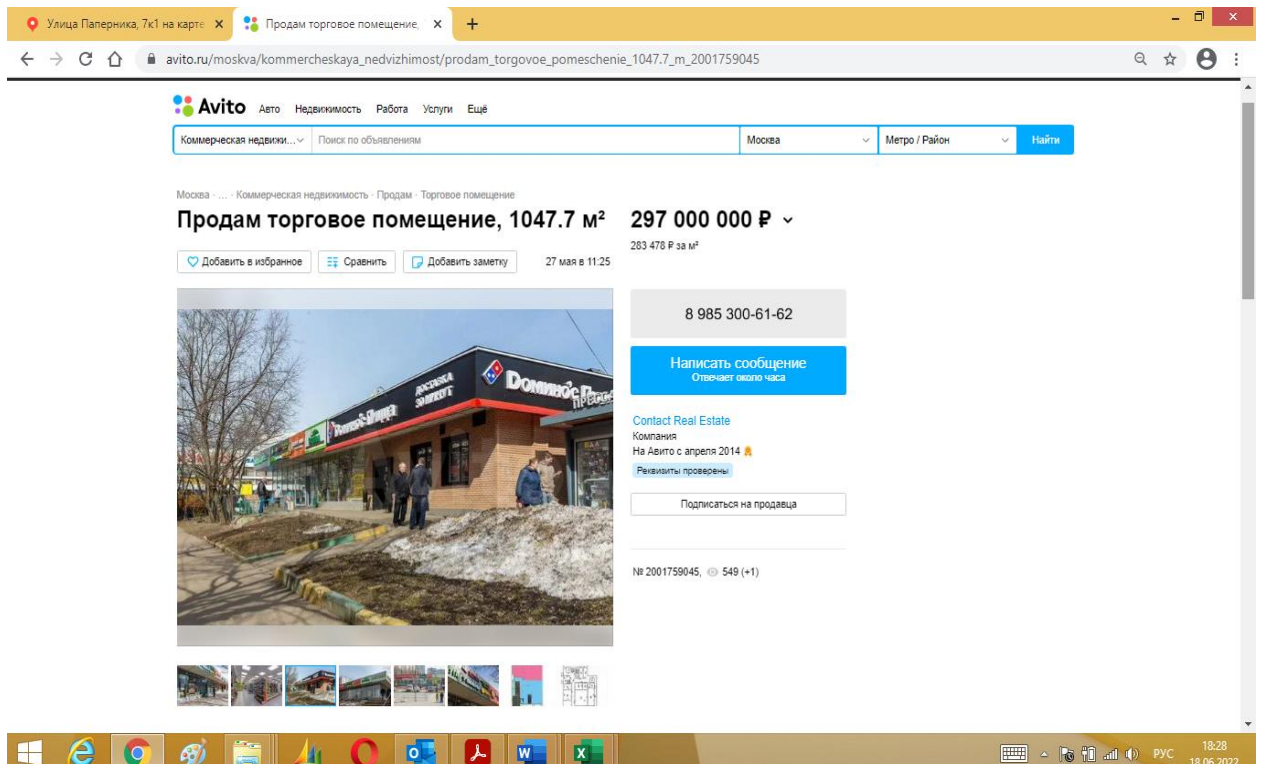 Улица Паперника, 7к1 на карте
Продам торговое помещение,
avito.ru/moskva/kommercheskaya_nedvizhimost/prodam_torgovoe_pomeschenie_1047.7_m_2001759045
Avito Авто Недвижимость Работа Услуги Ещё
Коммерческая недвижи... Поиск по объявлениям Москва Метро / Район Найти
Москва · ... · Коммерческая недвижимость · Продам · Торговое помещение
Продам торговое помещение, 1047.7 м² 297 000 000 ₽
283 478 ₽ за м²
Добавить в избранное Сравнить Добавить заметку 27 мая в 11:25
8 985 300-61-62
Написать сообщение
Отвечает около часа
ДОСТАВКА
Домино'с
Contact Real Estate
Компания
На Авито с апреля 2014
Реквизиты проверены
Подписаться на продавца
№ 2001759045, 549 (+1)
РУС 18:28
18.06.2022